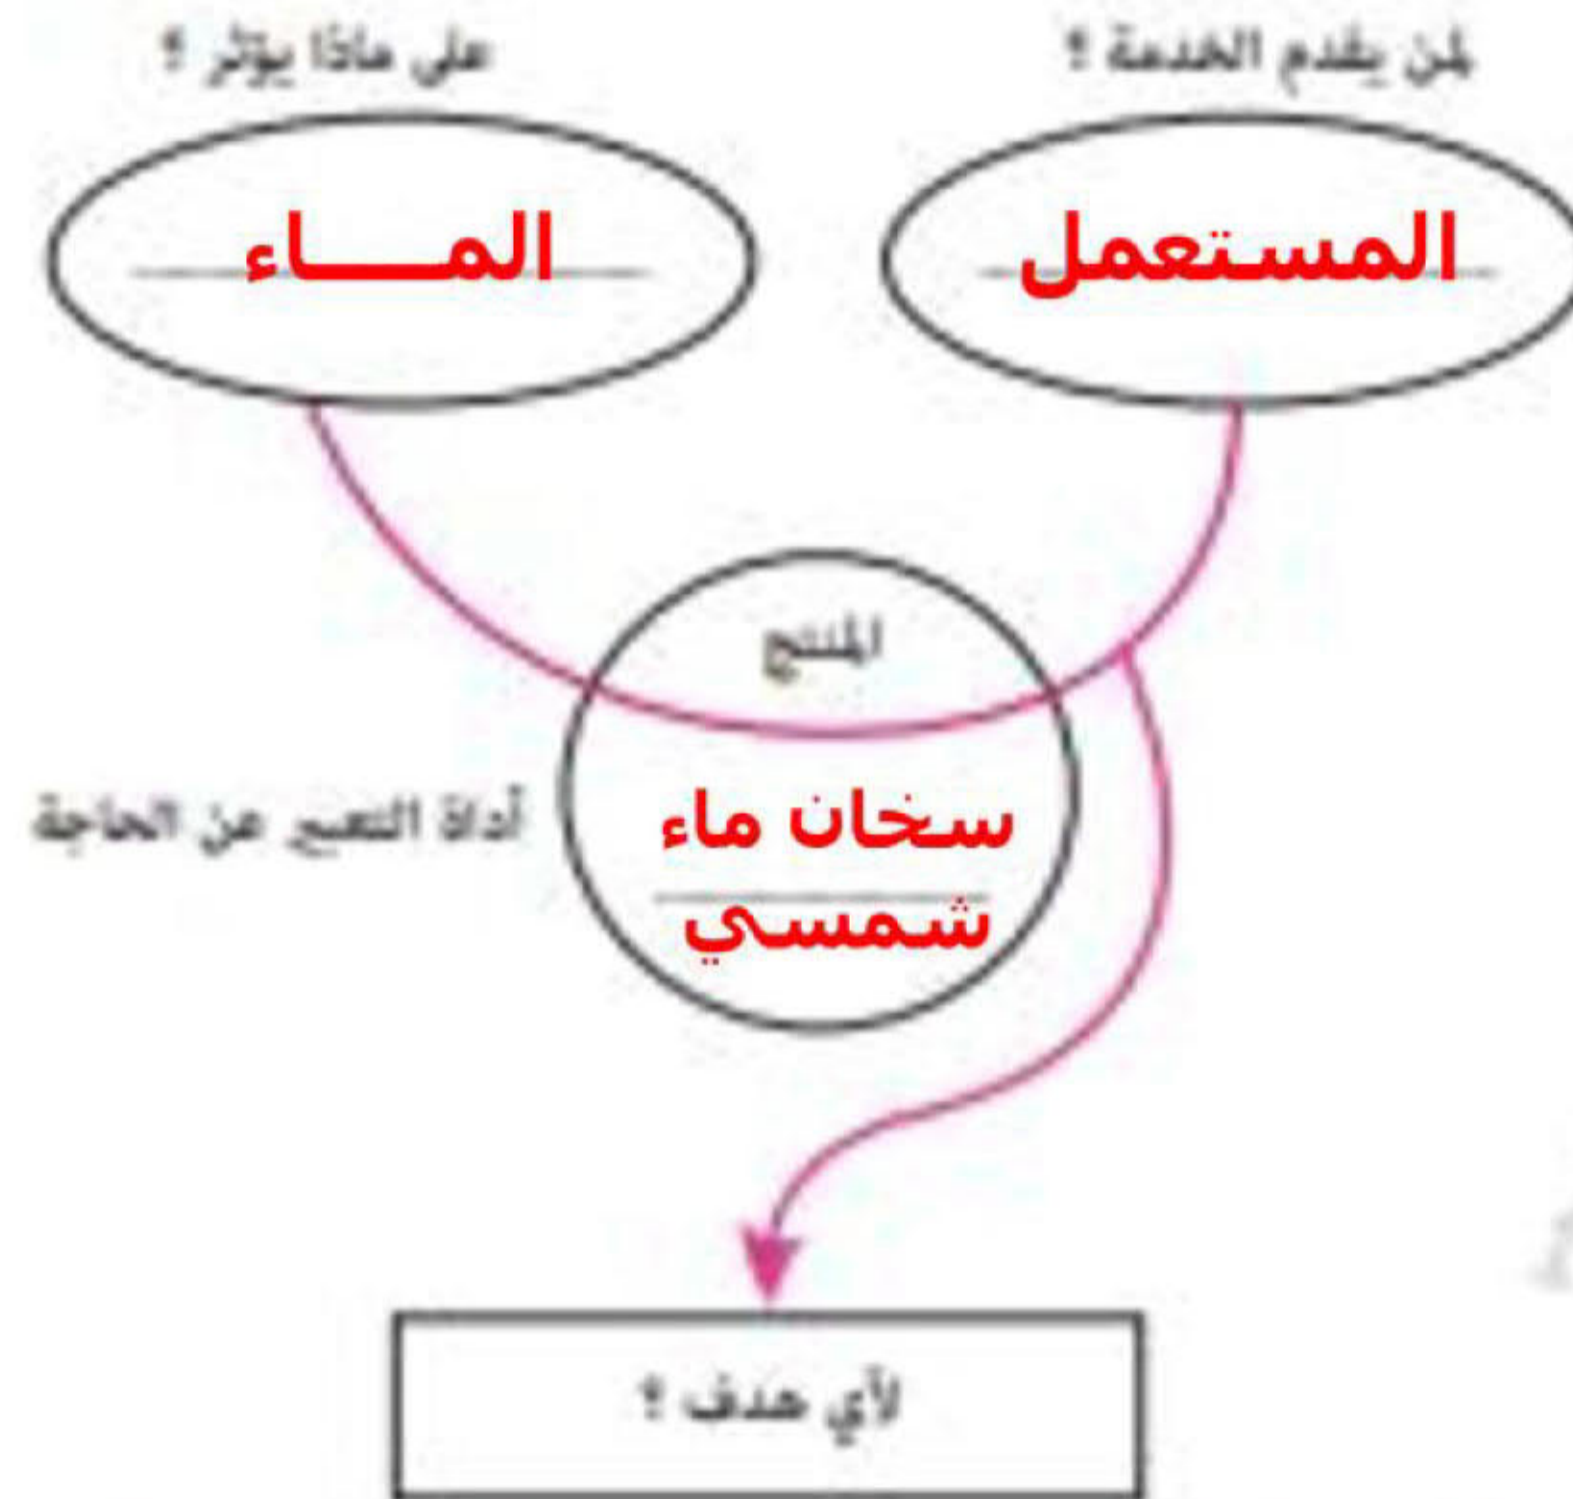 لمن يقدم الخدمة ؟
على ماذا يؤثر ؟
المستعمل
المـــاء
المنتج
سخان ماء
شمسي
أداة التعبير عن الحاجة
لأي هدف ؟